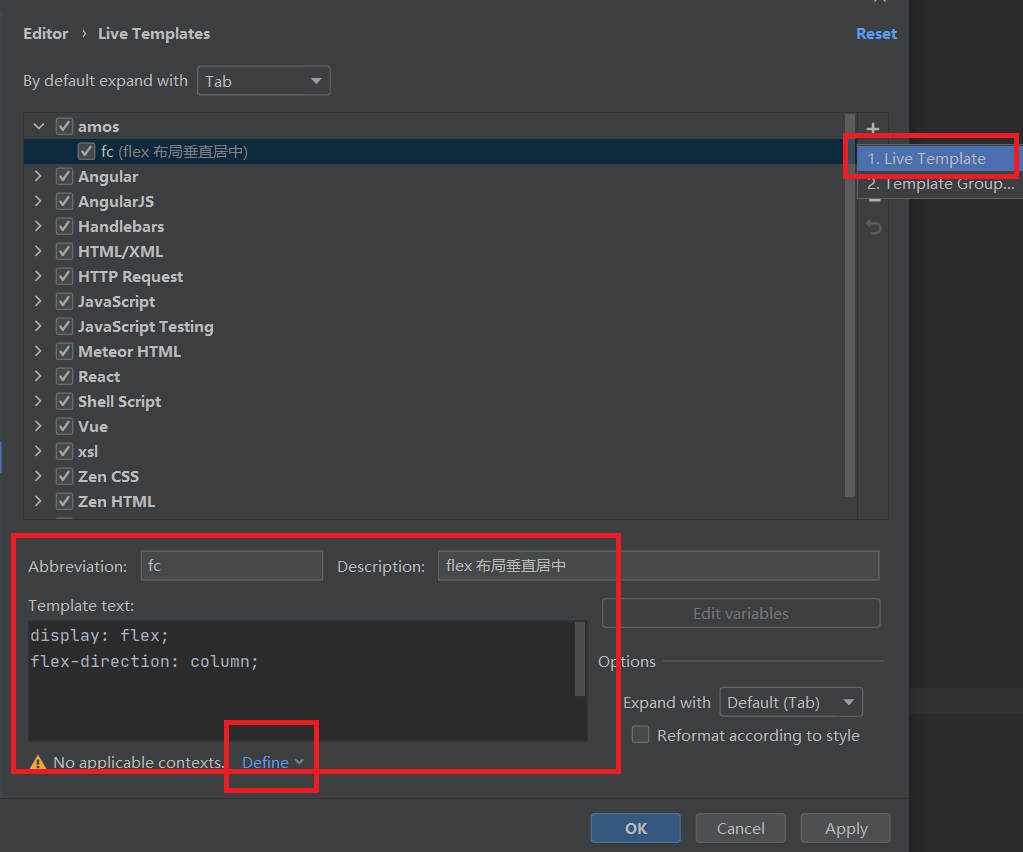 Editor › Live Templates
Reset
By default expand with Tab
amos
fc (flex 布局垂直居中)
1. Live Template
2. Template Group...
Angular
AngularJS
Handlebars
HTML/XML
HTTP Request
JavaScript
JavaScript Testing
Meteor HTML
React
Shell Script
Vue
xsl
Zen CSS
Zen HTML
Abbreviation: fc Description: flex 布局垂直居中
Template text:
Edit variables
display: flex;
flex-direction: column;
Options
Expand with Default (Tab)
Reformat according to style
No applicable contexts. Define
OK Cancel Apply